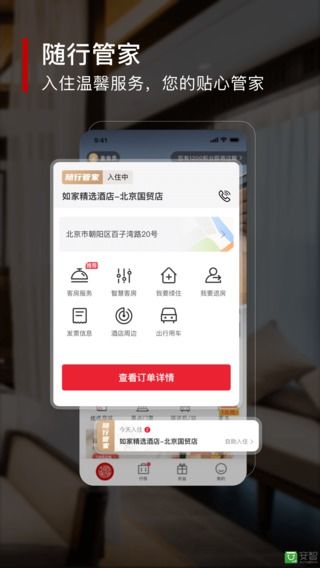 随行管家
入住温馨服务，您的贴心管家
9:41
随行管家 入住中
如家精选酒店-北京国贸店
北京市朝阳区百子湾路20号
推荐
客房服务 智慧客房 我要续住 我要退房
发票信息 酒店周边 出行用车
查看订单详情
随行管家 今天入住
如家精选酒店-北京国贸店 自助入住
安智